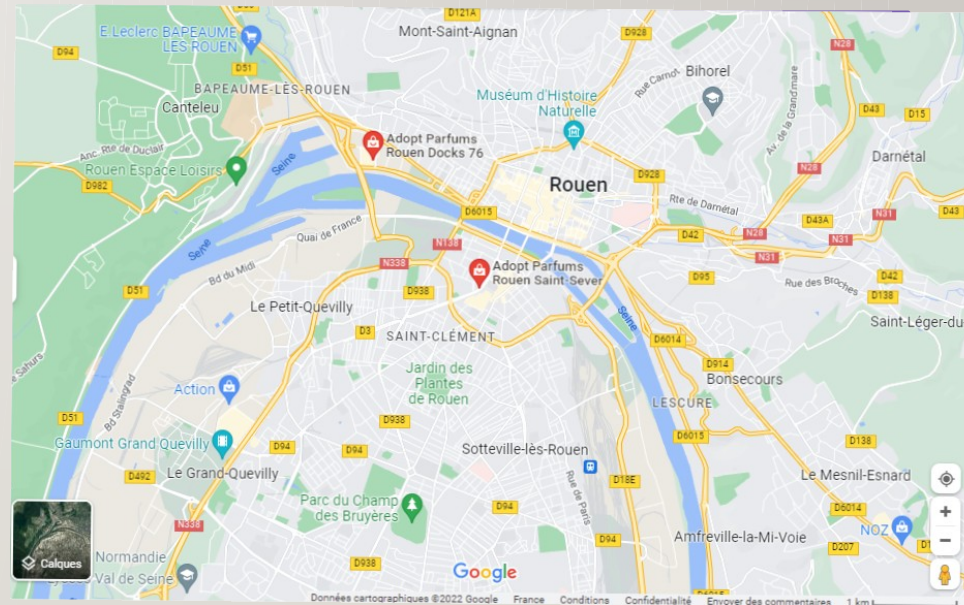 D121A
E Leclerc BAPEAUME
LES ROUEN
Mont-Saint-Aignan
D928
N28
D94
D51
BAPEAUME-LÈS-ROUEN
Canteleu
Rue Carnot
Bihorel
Av. de la Grand'mare
Muséum d'Histoire
Naturelle
D43
D15
Anc. Rte de Duclair
Adopt Parfums
Rouen Docks 76
Darnétal
Rouen Espace Loisirs
Seine
D982
Rouen
D928
N28
Rte de Darnétal
D6015
D43A
N31
D43
Quai de France
N138
D42
N28
N31
Seine
N31
N338
Adopt Parfums
Rouen Saint-Sever
Bd du Midi
D95
D42
Rue des Broches
D138
D51
D938
Le Petit-Quevilly
Seine
D3
SAINT-CLÉMENT
Saint-Léger-du-
D6014
Sahurs
Jardin des
Plantes
de Rouen
D914
Bonsecours
Action
Bd Stalingrad
LESCURE
D51
D938
D6015
Gaumont Grand Quevilly
D94
D94
Sotteville-lès-Rouen
D138
D492
Le Grand-Quevilly
D18E
Le Mesnil-Esnard
Rue de Paris
Parc du Champ
des Bruyères
D94
D6014
N338
NOZ
D94
Amfreville-la-Mi-Voie
D207
Calques
Normandie
Val de Seine
D938
Google
D6015
Données cartographiques ©2022 Google France Conditions Confidentialité Envoyer des commentaires 1 km